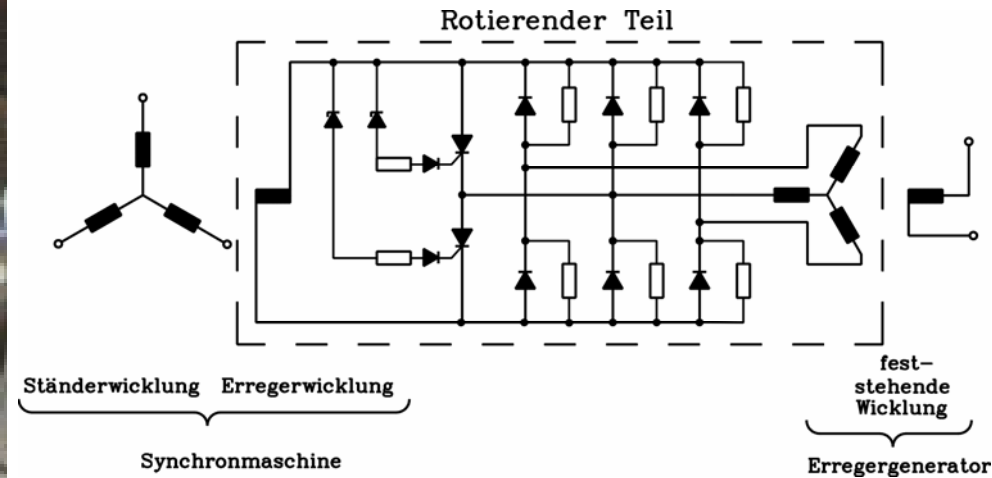 Rotierender Teil
Ständerwicklung Erregerwicklung
Synchronmaschine
fest-
stehende
Wicklung
Erregergenerator